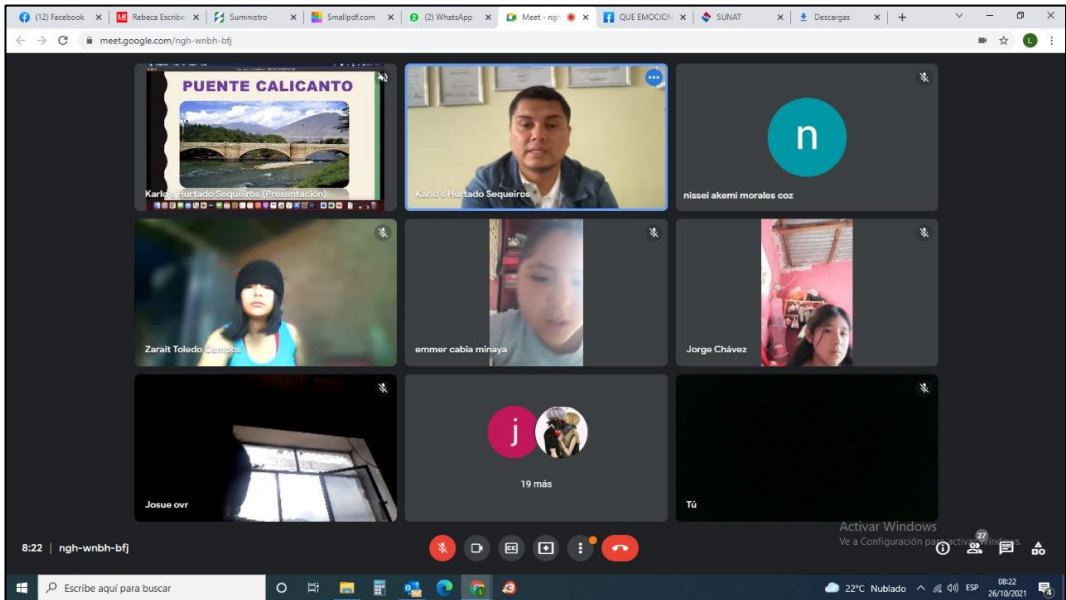 (12) Facebook
Rebeca Escribe
Suministro
Smallpdf.com
(2) WhatsApp
Meet - ngh
QUE EMOCION
SUNAT
Descargas
meet.google.com/ngh-wnbh-bfj
L
PUENTE CALICANTO
Karlo's Hurtado Sequeiros (Presentación)
Karlo's Hurtado Sequeiros
n
nissei akemi morales coz
Zarait Toledo Campos
emmer cabia minaya
Jorge Chávez
Josue ovr
j
19 más
Tú
Activar Windows
Ve a Configuración para activar Windows.
8:22 | ngh-wnbh-bfj
CC
27
Escribe aquí para buscar
22°C Nublado
ESP
08:22
26/10/2021